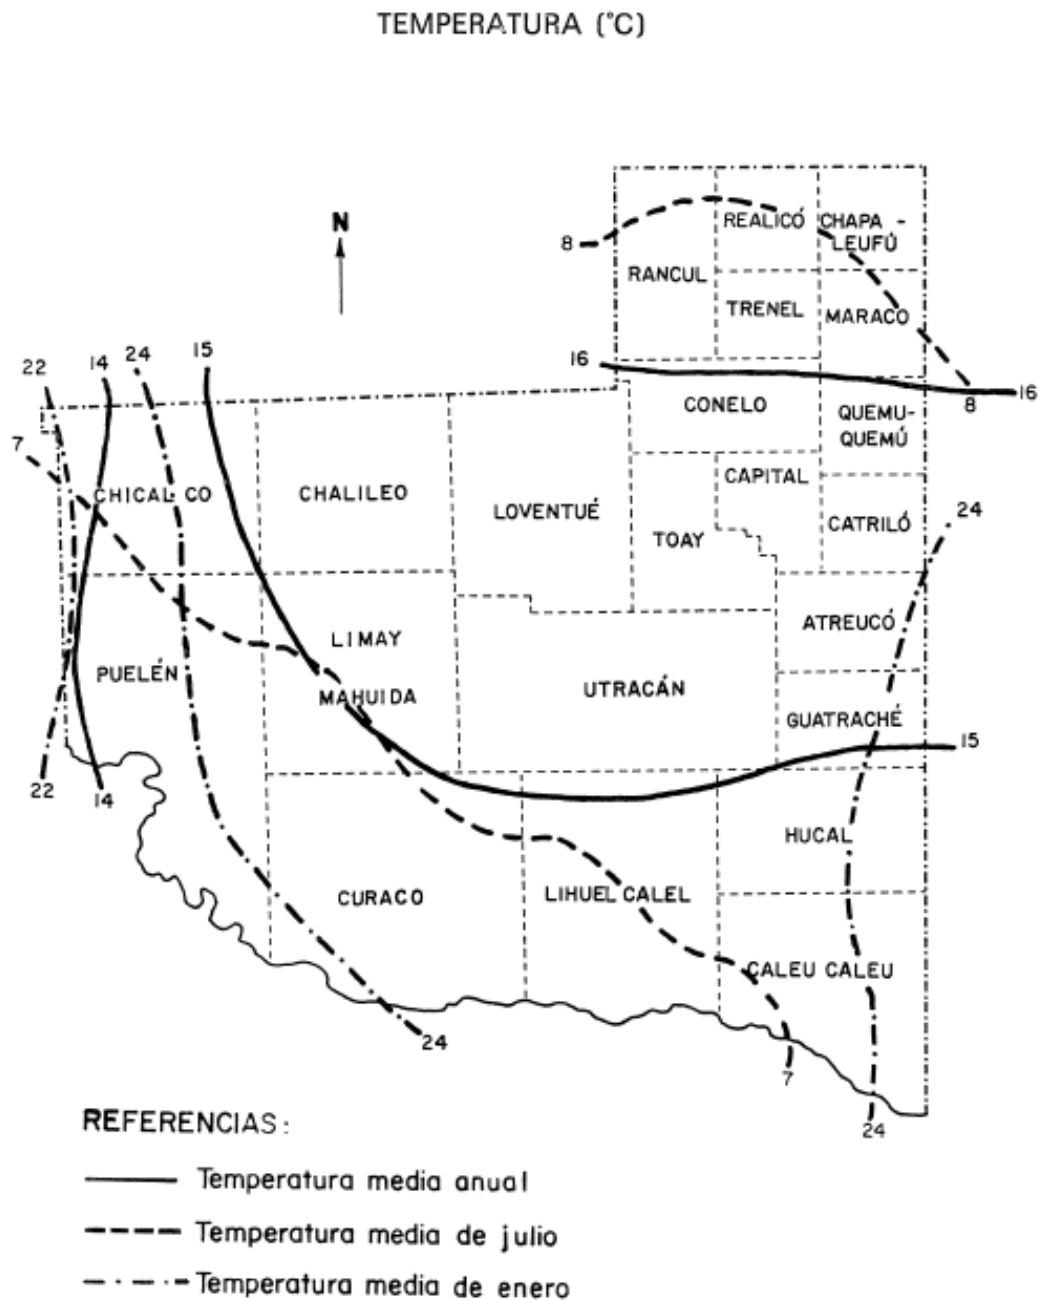 TEMPERATURA (°C)
N
8
REALICÓ
CHAPA -
LEUFÚ
RANCUL
TRENEL
MARACO
22
14
24
15
16
16
8
7
CONELO
QUEMU-
QUEMÚ
CHICAL CO
CHALILEO
LOVENTUÉ
CAPITAL
TOAY
CATRILÓ
24
LIMAY
MAHUIDA
PUELÉN
UTRACÁN
ATREUCÓ
GUATRACHÉ
15
22
14
HUCAL
CURACO
LIHUEL CALEL
CALEU CALEU
24
7
24
REFERENCIAS:
Temperatura media anual
Temperatura media de julio
Temperatura media de enero